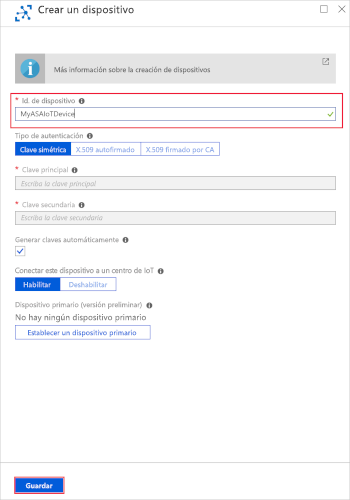 Crear un dispositivo
Más información sobre la creación de dispositivos
* Id. de dispositivo
MyASAIoTDevice
Tipo de autenticación
Clave simétrica X.509 autofirmado X.509 firmado por CA
* Clave principal
Escriba la clave principal
* Clave secundaria
Escriba la clave secundaria
Generar claves automáticamente
Conectar este dispositivo a un centro de IoT
Habilitar Deshabilitar
Dispositivo primario (versión preliminar)
No hay ningún dispositivo primario
Establecer un dispositivo primario
Guardar